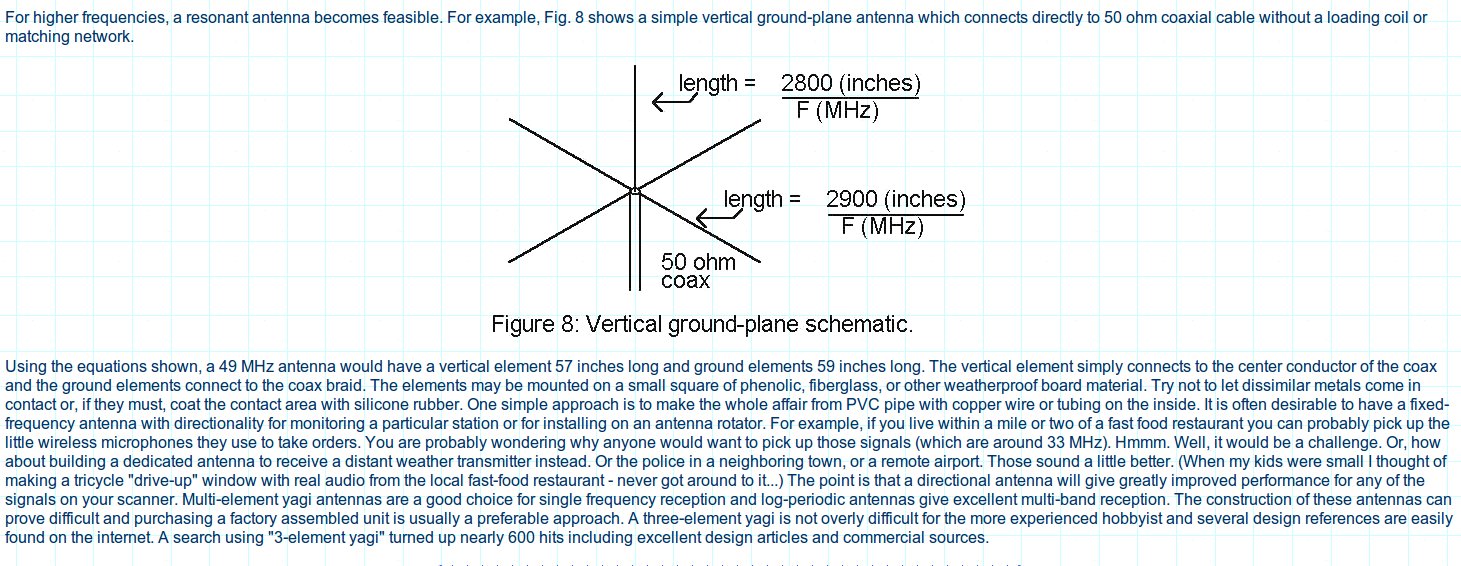 For higher frequencies, a resonant antenna becomes feasible. For example, Fig. 8 shows a simple vertical ground-plane antenna which connects directly to 50 ohm coaxial cable without a loading coil or
matching network.
length = 2800 (inches)
F (MHz)
length = 2900 (inches)
F (MHz)
50 ohm
coax
Figure 8: Vertical ground-plane schematic.
Using the equations shown, a 49 MHz antenna would have a vertical element 57 inches long and ground elements 59 inches long. The vertical element simply connects to the center conductor of the coax
and the ground elements connect to the coax braid. The elements may be mounted on a small square of phenolic, fiberglass, or other weatherproof board material. Try not to let dissimilar metals come in
contact or, if they must, coat the contact area with silicone rubber. One simple approach is to make the whole affair from PVC pipe with copper wire or tubing on the inside. It is often desirable to have a fixed-
frequency antenna with directionality for monitoring a particular station or for installing on an antenna rotator. For example, if you live within a mile or two of a fast food restaurant you can probably pick up the
little wireless microphones they use to take orders. You are probably wondering why anyone would want to pick up those signals (which are around 33 MHz). Hmmm. Well, it would be a challenge. Or, how
about building a dedicated antenna to receive a distant weather transmitter instead. Or the police in a neighboring town, or a remote airport. Those sound a little better. (When my kids were small I thought of
making a tricycle "drive-up" window with real audio from the local fast-food restaurant - never got around to it...) The point is that a directional antenna will give greatly improved performance for any of the
signals on your scanner. Multi-element yagi antennas are a good choice for single frequency reception and log-periodic antennas give excellent multi-band reception. The construction of these antennas can
prove difficult and purchasing a factory assembled unit is usually a preferable approach. A three-element yagi is not overly difficult for the more experienced hobbyist and several design references are easily
found on the internet. A search using "3-element yagi" turned up nearly 600 hits including excellent design articles and commercial sources.